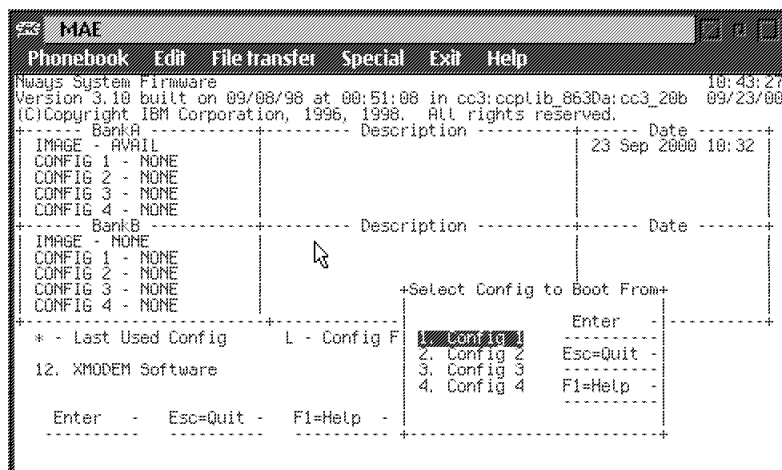 MAE
Phonebook Edit File transfer Special Exit Help
Nways System Firmware 10:43:27
Version 3.10 built on 09/08/98 at 00:51:08 in cc3:ccplib_863Da:cc3_20b 09/23/00
(C)Copyright IBM Corporation, 1996, 1998. All rights reserved.
BankA Description Date
IMAGE - AVAIL 23 Sep 2000 10:32
CONFIG 1 - NONE
CONFIG 2 - NONE
CONFIG 3 - NONE
CONFIG 4 - NONE
BankB Description Date
IMAGE - NONE
CONFIG 1 - NONE
CONFIG 2 - NONE
CONFIG 3 - NONE
CONFIG 4 - NONE
* - Last Used Config L - Config F
12. XMODEM Software
Enter - Esc=Quit - F1=Help -
Select Config to Boot From
Enter -
1. Config 1
2. Config 2 Esc=Quit -
3. Config 3
4. Config 4 F1=Help -